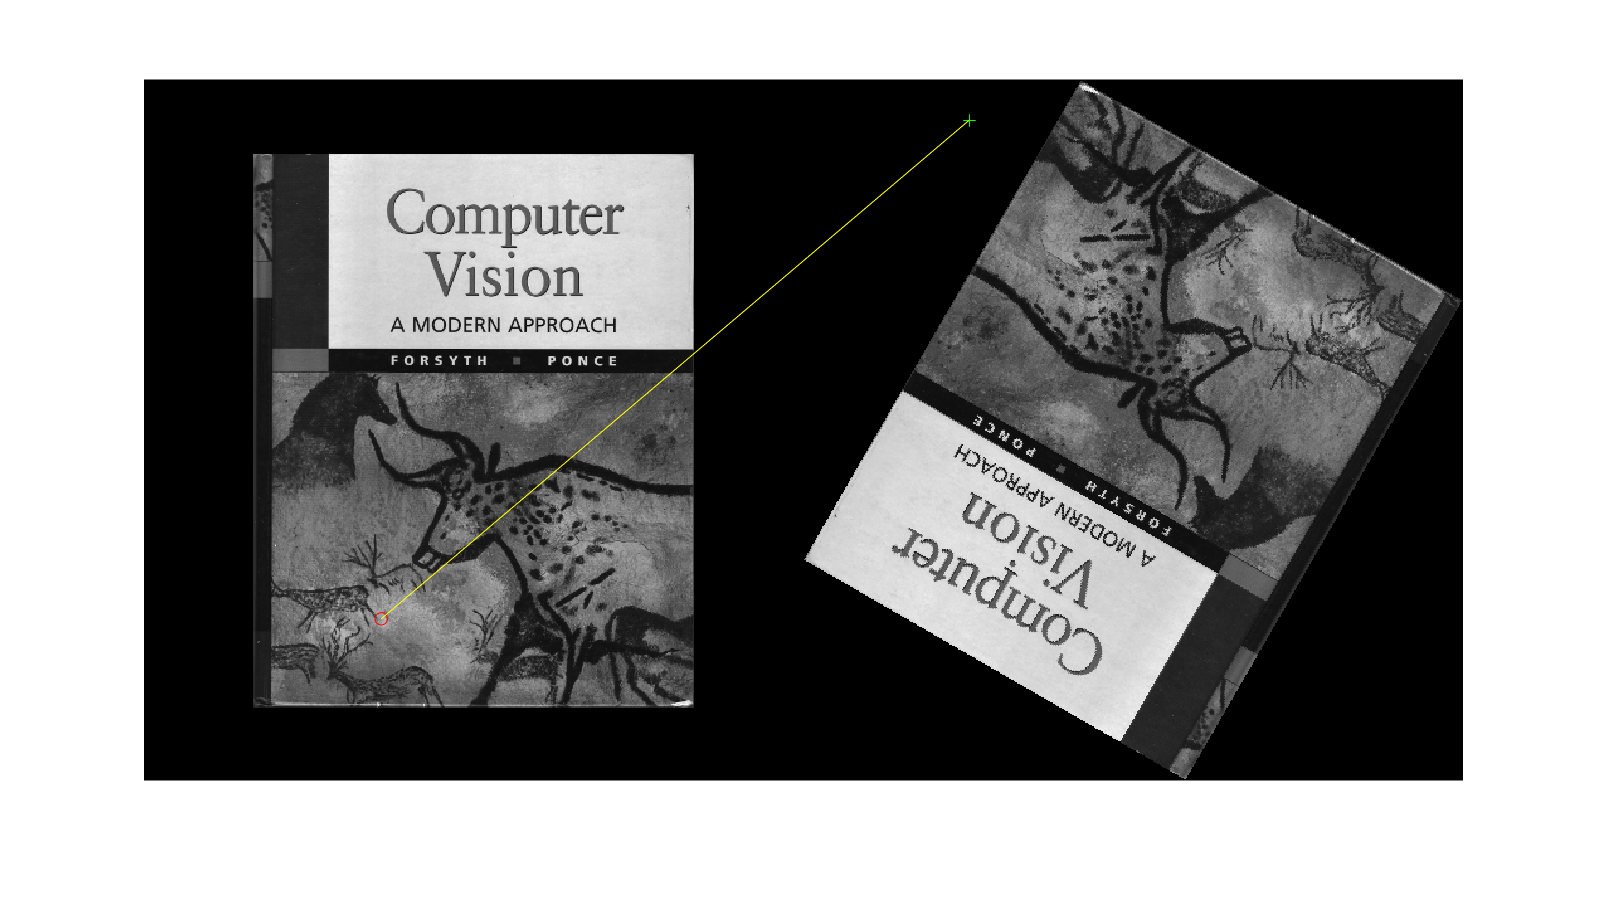 Computer
Vision
A MODERN APPROACH
FORSYTH ▪ PONCE
Computer
Vision
A MODERN APPROACH
FORSYTH ▪ PONCE